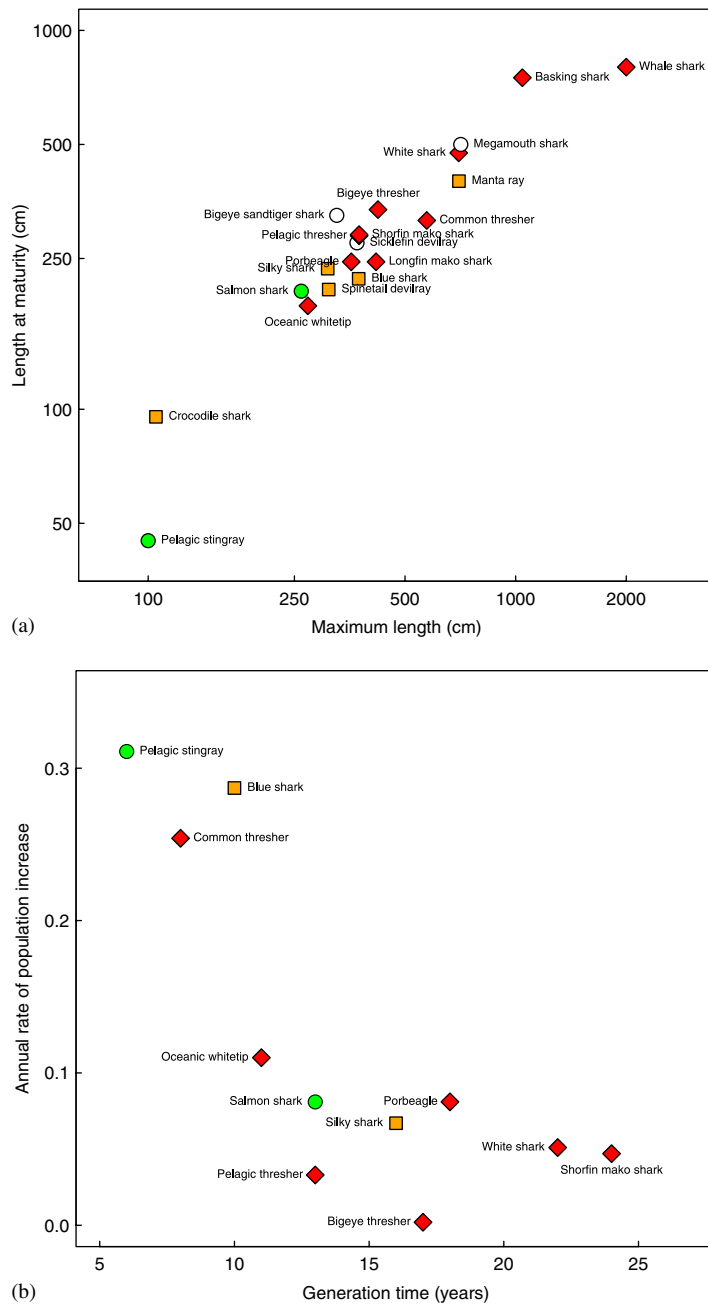 1000
500
250
100
50
Length at maturity (cm)
Whale shark
Basking shark
Megamouth shark
White shark
Manta ray
Bigeye thresher
Bigeye sandtiger shark
Common thresher
Pelagic thresher
Shorfin mako shark
Sicklefin devilray
Porbeagle
Longfin mako shark
Silky shark
Blue shark
Salmon shark
Spinetail devilray
Oceanic whitetip
Crocodile shark
Pelagic stingray
100 250 500 1000 2000
(a)
Maximum length (cm)
0.3
0.2
0.1
0.0
Annual rate of population increase
Pelagic stingray
Blue shark
Common thresher
Oceanic whitetip
Salmon shark
Porbeagle
Silky shark
White shark
Shorfin mako shark
Pelagic thresher
Bigeye thresher
5 10 15 20 25
(b)
Generation time (years)